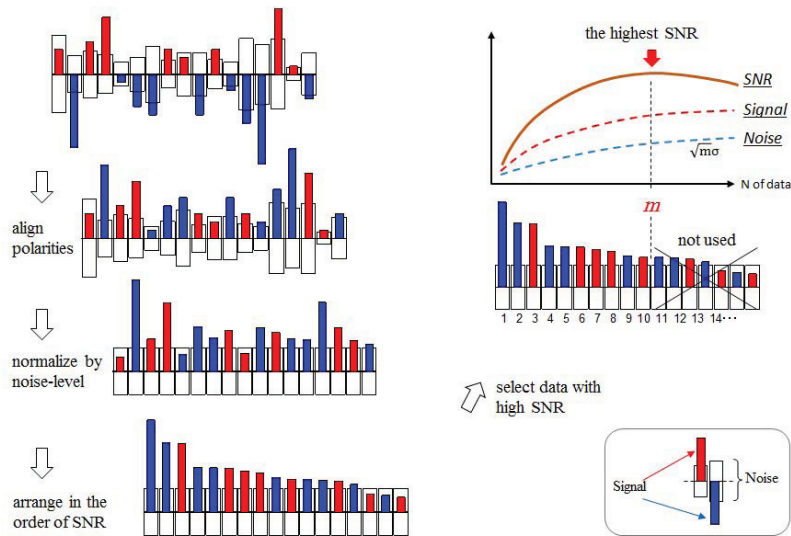 align
polarities
normalize by
noise-level
arrange in the
order of SNR
the highest SNR
SNR
Signal
Noise
√mσ
N of data
m
not used
1 2 3 4 5 6 7 8 9 10 11 12 13 14···
select data with
high SNR
Signal
Noise